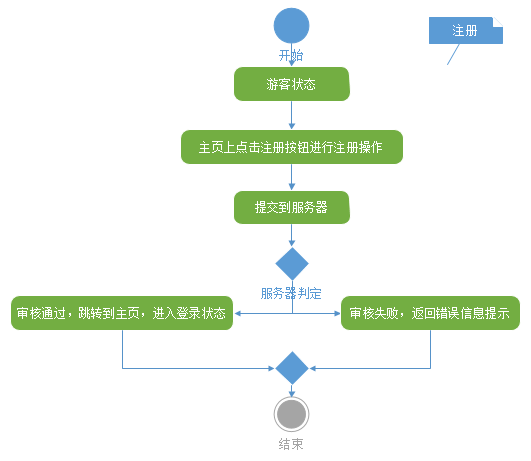 注册
开始
游客状态
主页上点击注册按钮进行注册操作
提交到服务器
服务器判定
审核通过，跳转到主页，进入登录状态
审核失败，返回错误信息提示
结束